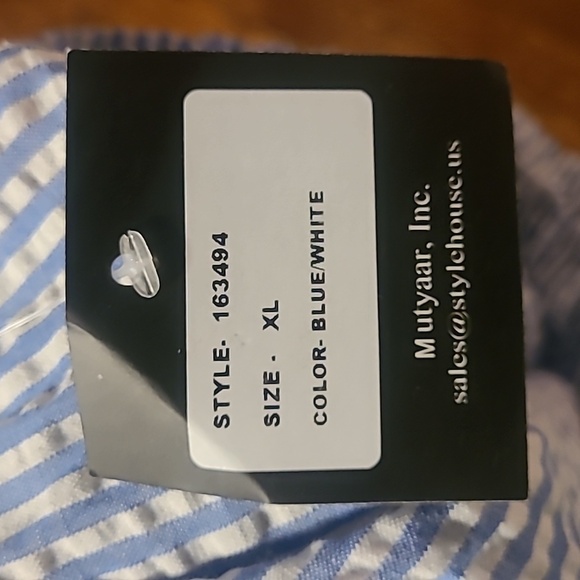 STYLE- 163494
SIZE - XL
COLOR- BLUE/WHITE
Mutyaar, Inc.
sales@stylehouse.us